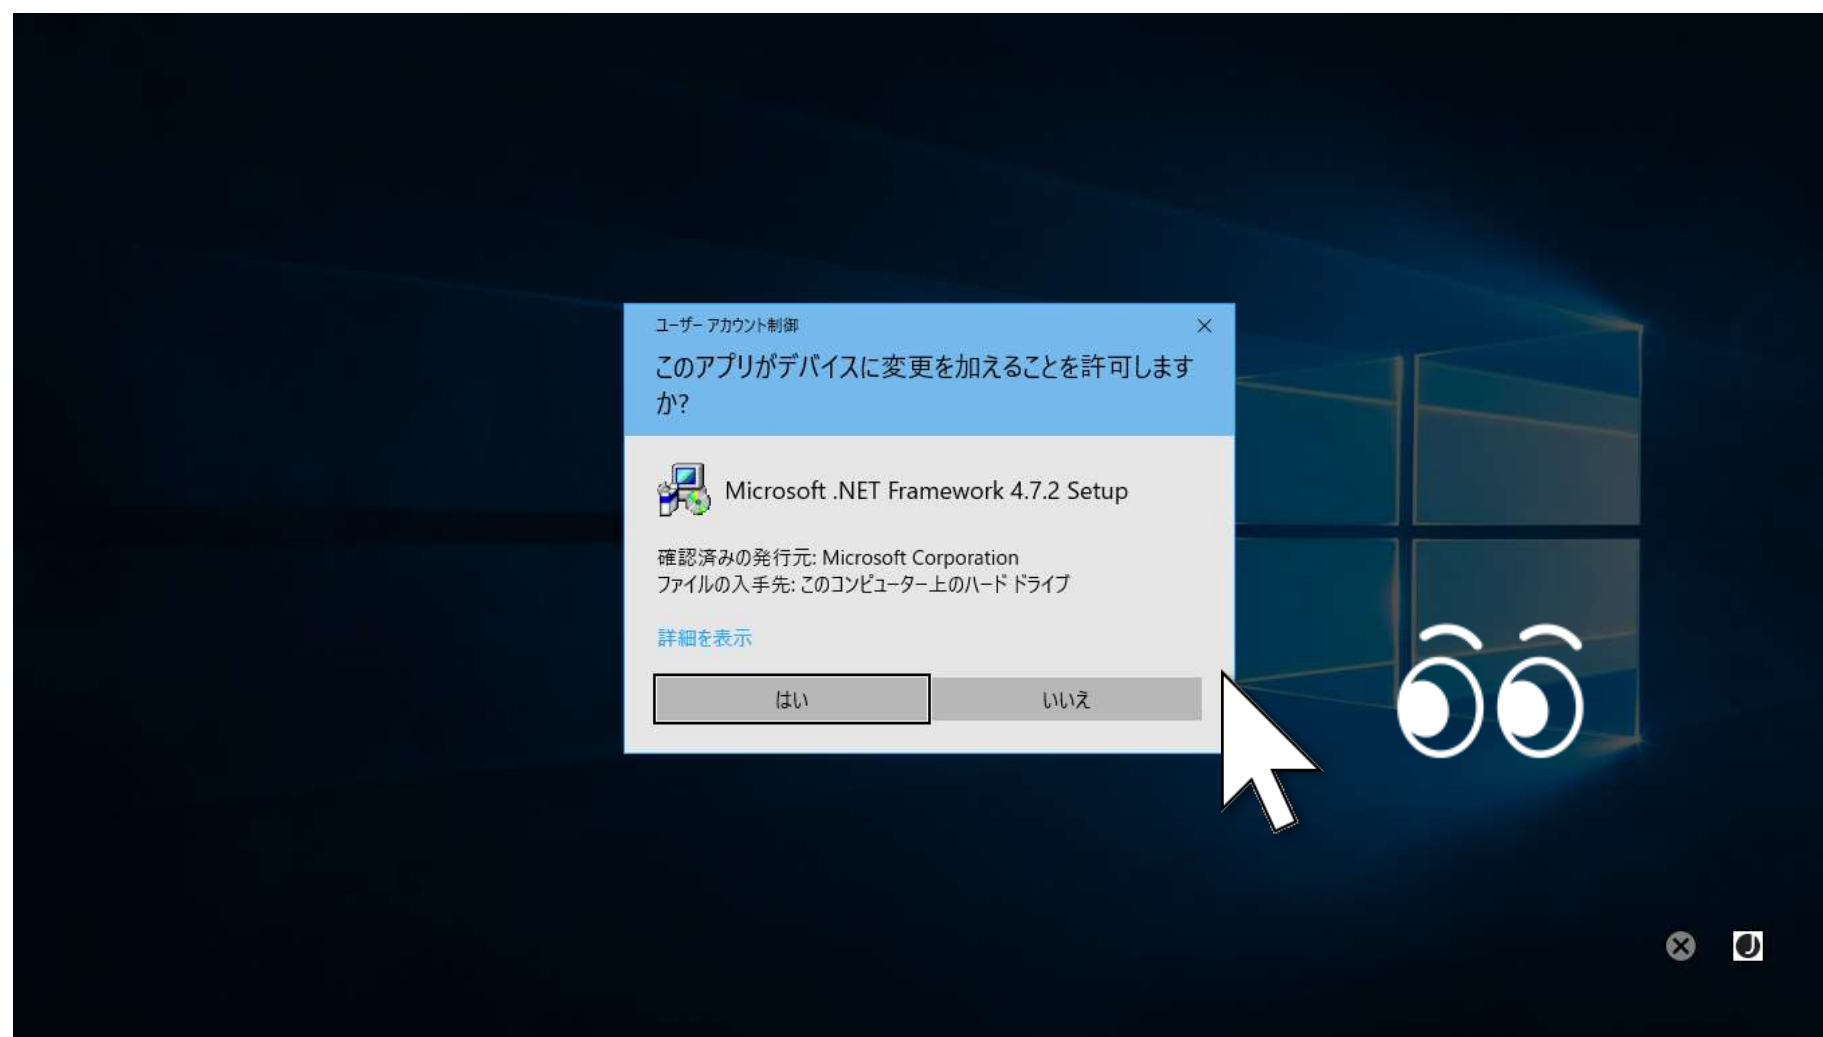 ユーザー アカウント制御
このアプリがデバイスに変更を加えることを許可します
か?
Microsoft .NET Framework 4.7.2 Setup
確認済みの発行元: Microsoft Corporation
ファイルの入手先: このコンピューター上のハード ドライブ
詳細を表示
はい
いいえ
J